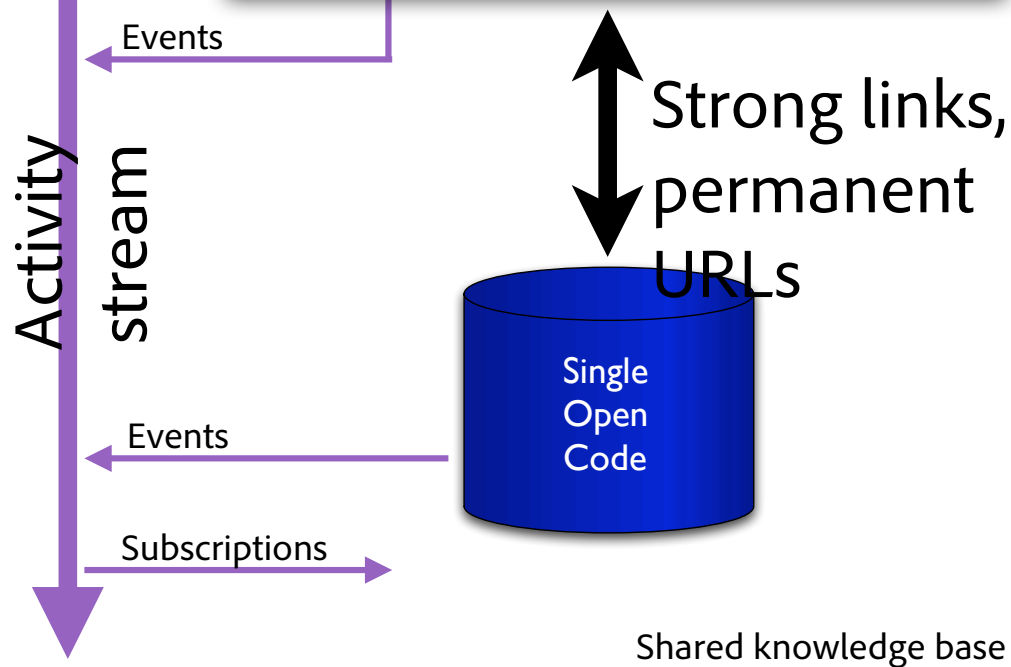 Events
Strong links,
permanent
URLs
Activity
stream
Single
Open
Code
Events
Subscriptions
Shared knowledge base